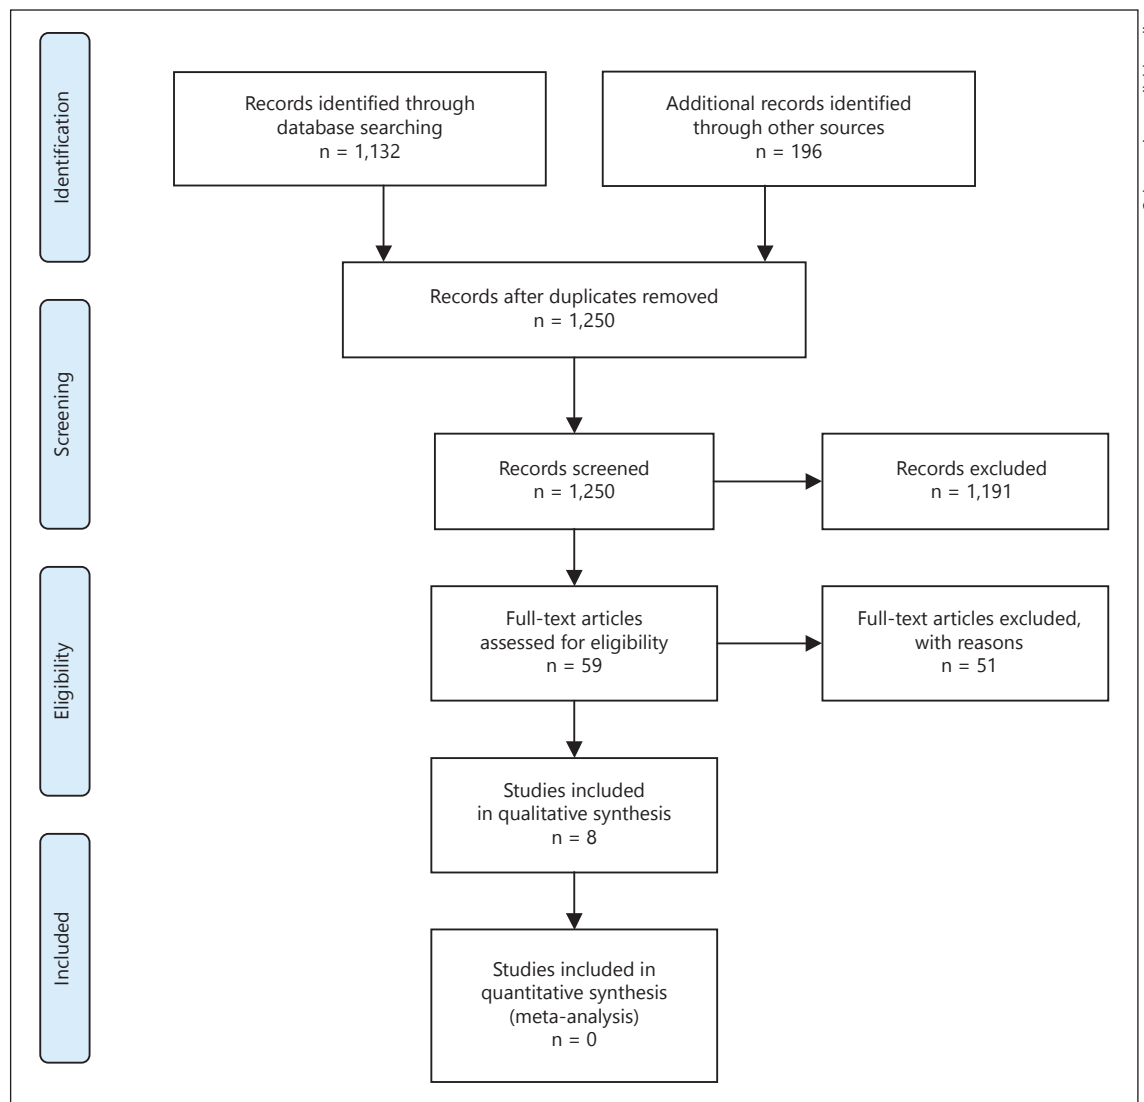 Identification
Records identified through
database searching
n = 1,132
Additional records identified
through other sources
n = 196
Records after duplicates removed
n = 1,250
Screening
Records screened
n = 1,250
Records excluded
n = 1,191
Eligibility
Full-text articles
assessed for eligibility
n = 59
Full-text articles excluded,
with reasons
n = 51
Studies included
in qualitative synthesis
n = 8
Included
Studies included in
quantitative synthesis
(meta-analysis)
n = 0